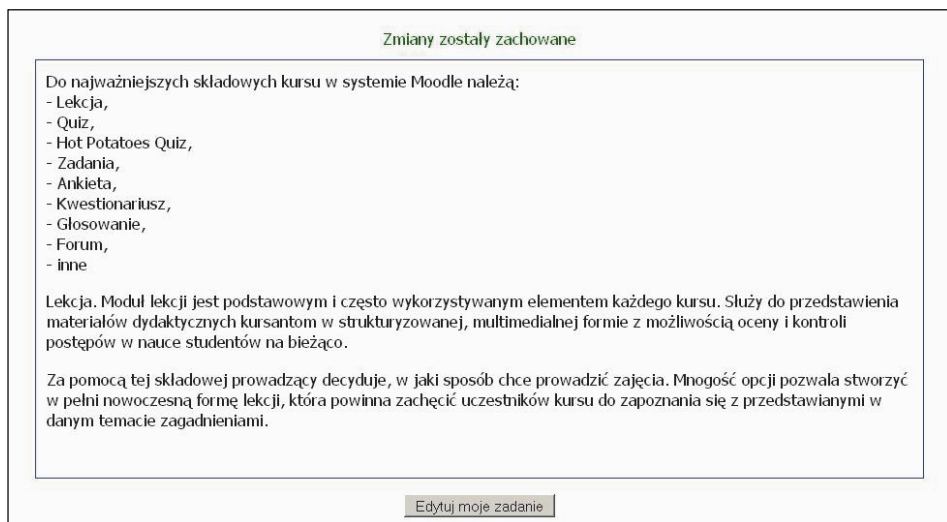 Zmiany zostały zachowane
Do najważniejszych składowych kursu w systemie Moodle należą:
- Lekcja,
- Quiz,
- Hot Potatoes Quiz,
- Zadania,
- Ankieta,
- Kwestionariusz,
- Głosowanie,
- Forum,
- inne
Lekcja. Moduł lekcji jest podstawowym i często wykorzystywanym elementem każdego kursu. Służy do przedstawienia
materiałów dydaktycznych kursantom w strukturyzowanej, multimedialnej formie z możliwością oceny i kontroli
postępów w nauce studentów na bieżąco.
Za pomocą tej składowej prowadzący decyduje, w jaki sposób chce prowadzić zajęcia. Mnogość opcji pozwala stworzyć
w pełni nowoczesną formę lekcji, która powinna zachęcić uczestników kursu do zapoznania się z przedstawianymi w
danym temacie zagadnieniami.
Edytuj moje zadanie